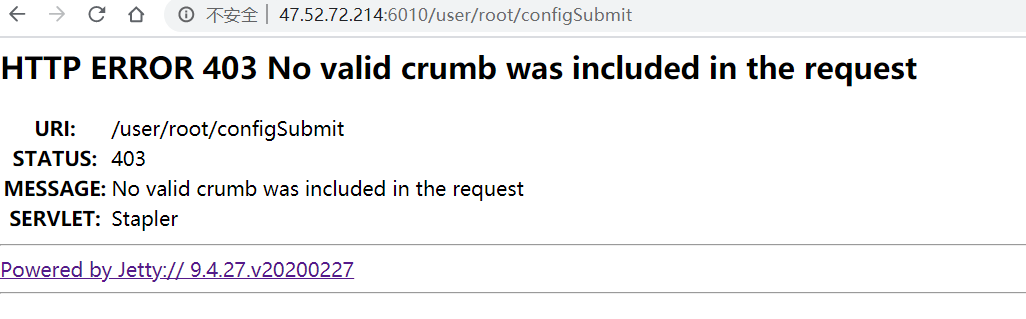 不安全 | 47.52.72.214:6010/user/root/configSubmit
HTTP ERROR 403 No valid crumb was included in the request
URI: /user/root/configSubmit
STATUS: 403
MESSAGE: No valid crumb was included in the request
SERVLET: Stapler
Powered by Jetty:// 9.4.27.v20200227